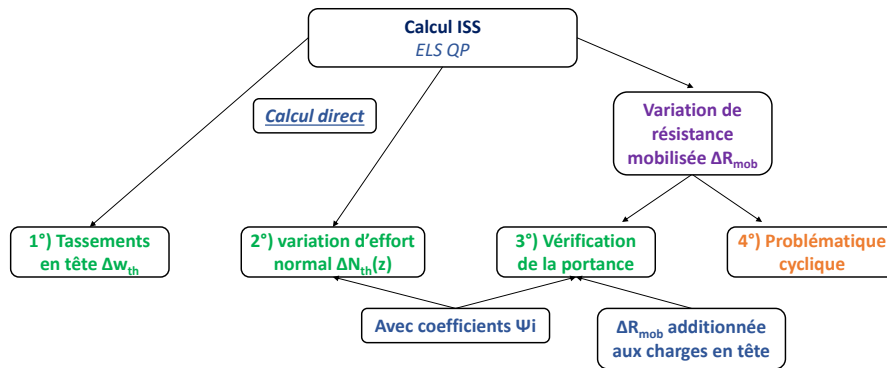 Calcul ISS
ELS QP
Calcul direct
Variation de
résistance
mobilisée ΔRmob
1°) Tassements
en tête Δwth
2°) variation d'effort
normal ΔNth(z)
3°) Vérification
de la portance
4°) Problématique
cyclique
Avec coefficients Ψi
ΔRmob additionnée
aux charges en tête